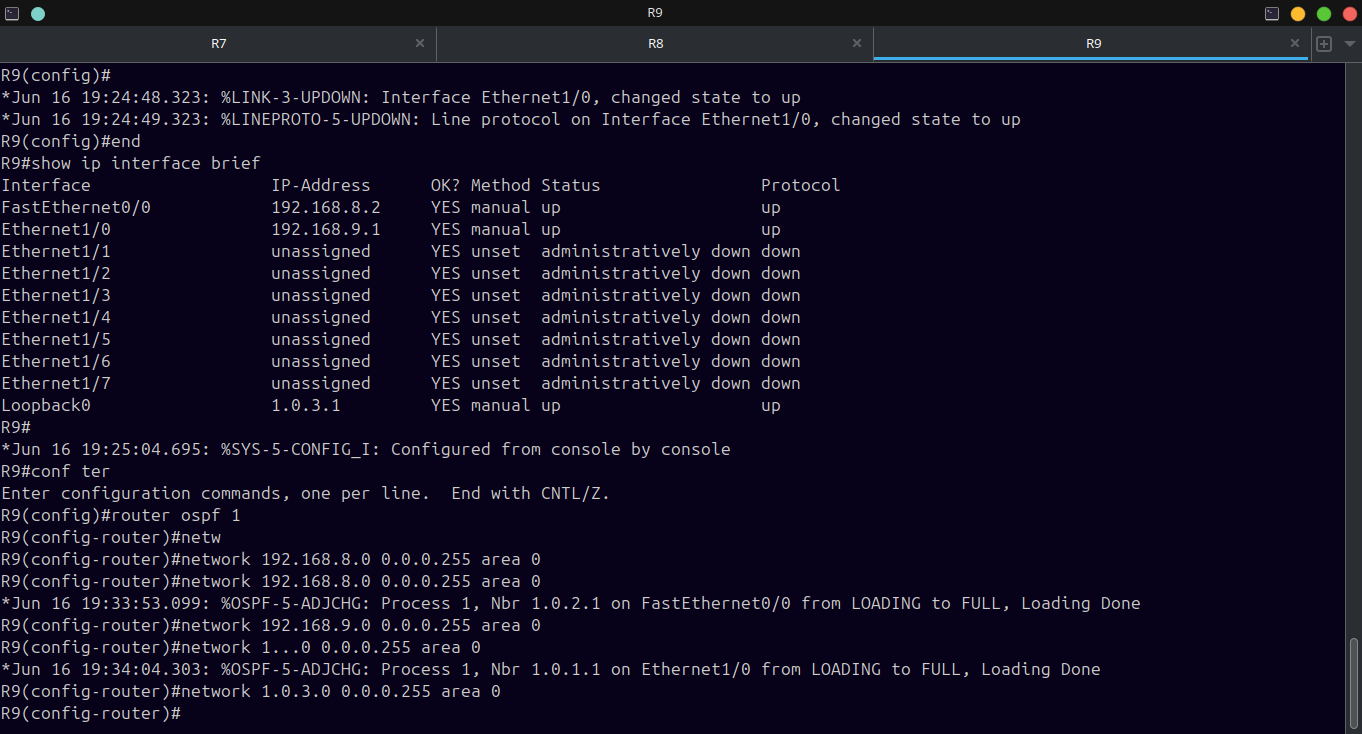 R9
R7 R8 R9
R9(config)#
*Jun 16 19:24:48.323: %LINK-3-UPDOWN: Interface Ethernet1/0, changed state to up
*Jun 16 19:24:49.323: %LINEPROTO-5-UPDOWN: Line protocol on Interface Ethernet1/0, changed state to up
R9(config)#end
R9#show ip interface brief
Interface                  IP-Address      OK? Method Status                Protocol
FastEthernet0/0            192.168.8.2     YES manual up                    up
Ethernet1/0                192.168.9.1     YES manual up                    up
Ethernet1/1                unassigned      YES unset  administratively down down
Ethernet1/2                unassigned      YES unset  administratively down down
Ethernet1/3                unassigned      YES unset  administratively down down
Ethernet1/4                unassigned      YES unset  administratively down down
Ethernet1/5                unassigned      YES unset  administratively down down
Ethernet1/6                unassigned      YES unset  administratively down down
Ethernet1/7                unassigned      YES unset  administratively down down
Loopback0                  1.0.3.1         YES manual up                    up
R9#
*Jun 16 19:25:04.695: %SYS-5-CONFIG_I: Configured from console by console
R9#conf ter
Enter configuration commands, one per line.  End with CNTL/Z.
R9(config)#router ospf 1
R9(config-router)#netw
R9(config-router)#network 192.168.8.0 0.0.0.255 area 0
R9(config-router)#network 192.168.8.0 0.0.0.255 area 0
*Jun 16 19:33:53.099: %OSPF-5-ADJCHG: Process 1, Nbr 1.0.2.1 on FastEthernet0/0 from LOADING to FULL, Loading Done
R9(config-router)#network 192.168.9.0 0.0.0.255 area 0
R9(config-router)#network 1...0 0.0.0.255 area 0
*Jun 16 19:34:04.303: %OSPF-5-ADJCHG: Process 1, Nbr 1.0.1.1 on Ethernet1/0 from LOADING to FULL, Loading Done
R9(config-router)#network 1.0.3.0 0.0.0.255 area 0
R9(config-router)#